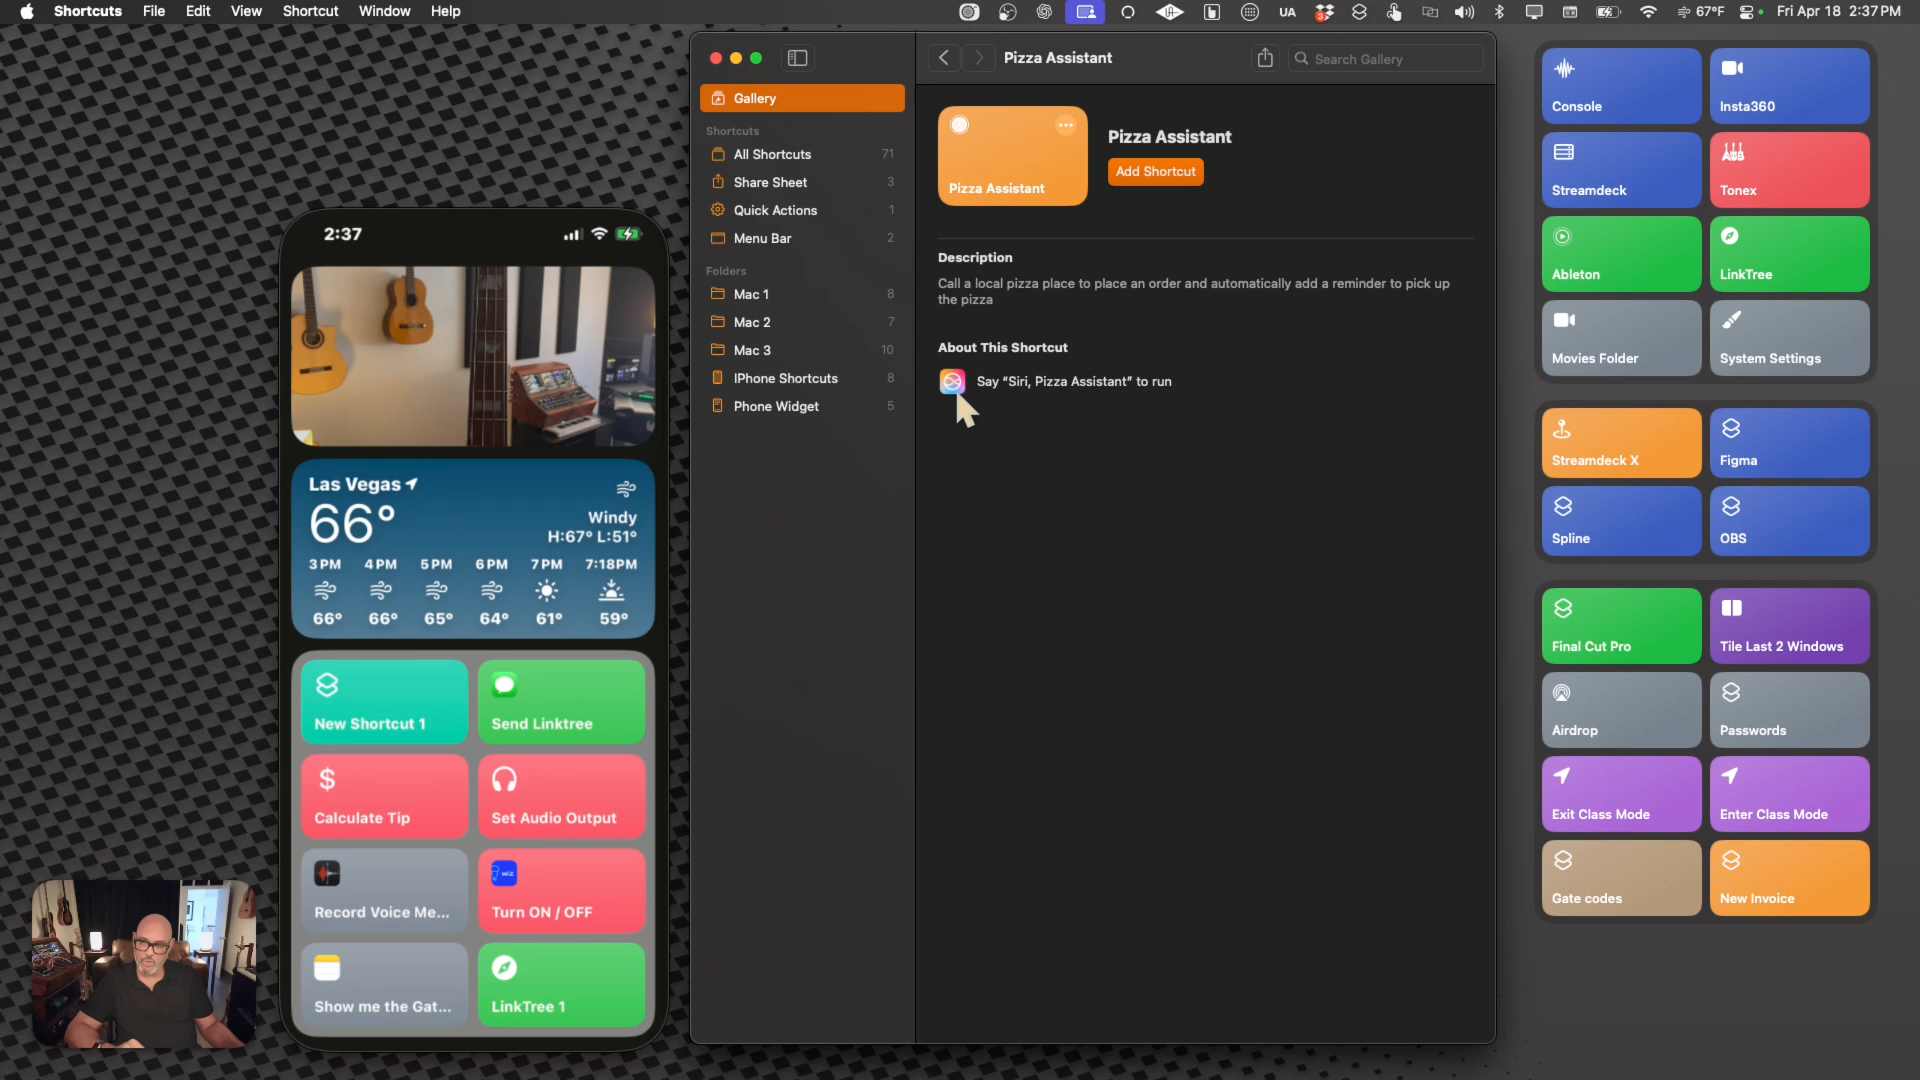 Shortcuts File Edit View Shortcut Window Help
UA 3 67°F Fri Apr 18 2:37 PM
2:37
Las Vegas
66°
Windy
H:67° L:51°
3 PM 4 PM 5 PM 6 PM 7 PM 7:18PM
66° 66° 65° 64° 61° 59°
New Shortcut 1
Send Linktree
Calculate Tip
Set Audio Output
Record Voice Me...
wiz
Turn ON / OFF
Show me the Gat...
LinkTree 1
Gallery
Shortcuts
All Shortcuts 71
Share Sheet 3
Quick Actions 1
Menu Bar 2
Folders
Mac 1 8
Mac 2 7
Mac 3 10
IPhone Shortcuts 8
Phone Widget 5
Pizza Assistant
Search Gallery
Pizza Assistant
Pizza Assistant
Add Shortcut
Description
Call a local pizza place to place an order and automatically add a reminder to pick up
the pizza
About This Shortcut
Say “Siri, Pizza Assistant” to run
Console
Insta360
Streamdeck
Tonex
Ableton
LinkTree
Movies Folder
System Settings
Streamdeck X
Figma
Spline
OBS
Final Cut Pro
Tile Last 2 Windows
Airdrop
Passwords
Exit Class Mode
Enter Class Mode
Gate codes
New Invoice